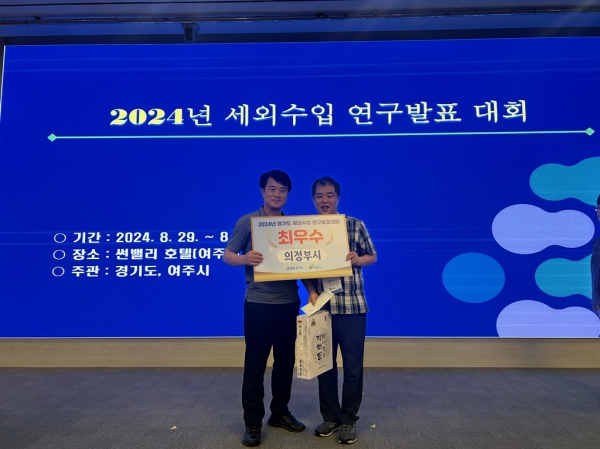 2024년 세외수입 연구발표 대회
○ 기간 : 2024. 8. 29. ~ 8
○ 장소 : 썬밸리 호텔(여주
○ 주관 : 경기도, 여주시
2024년 경기도 세외수입 연구발표대회
최우수
의정부시